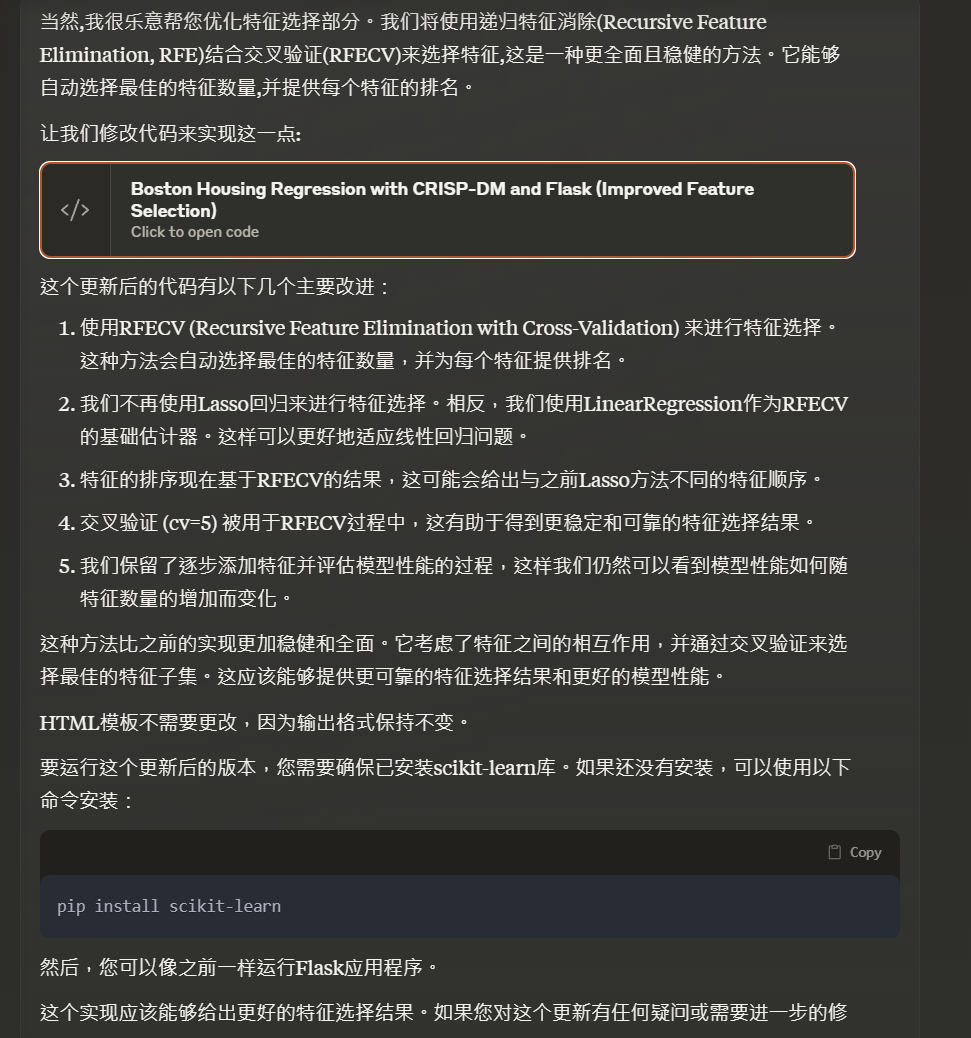 当然,我很乐意帮您优化特征选择部分。我们将使用递归特征消除(Recursive Feature
Elimination, RFE)结合交叉验证(RFECV)来选择特征,这是一种更全面且稳健的方法。它能够
自动选择最佳的特征数量,并提供每个特征的排名。
让我们修改代码来实现这一点:
</>
Boston Housing Regression with CRISP-DM and Flask (Improved Feature
Selection)
Click to open code
这个更新后的代码有以下几个主要改进：
1. 使用RFECV (Recursive Feature Elimination with Cross-Validation) 来进行特征选择。
这种方法会自动选择最佳的特征数量，并为每个特征提供排名。
2. 我们不再使用Lasso回归来进行特征选择。相反，我们使用LinearRegression作为RFECV
的基础估计器。这样可以更好地适应线性回归问题。
3. 特征的排序现在基于RFECV的结果，这可能会给出与之前Lasso方法不同的特征顺序。
4. 交叉验证 (cv=5) 被用于RFECV过程中，这有助于得到更稳定和可靠的特征选择结果。
5. 我们保留了逐步添加特征并评估模型性能的过程，这样我们仍然可以看到模型性能如何随
特征数量的增加而变化。
这种方法比之前的实现更加稳健和全面。它考虑了特征之间的相互作用，并通过交叉验证来选
择最佳的特征子集。这应该能够提供更可靠的特征选择结果和更好的模型性能。
HTML模板不需要更改，因为输出格式保持不变。
要运行这个更新后的版本，您需要确保已安装scikit-learn库。如果还没有安装，可以使用以下
命令安装：
Copy
pip install scikit-learn
然后，您可以像之前一样运行Flask应用程序。
这个实现应该能够给出更好的特征选择结果。如果您对这个更新有任何疑问或需要进一步的修